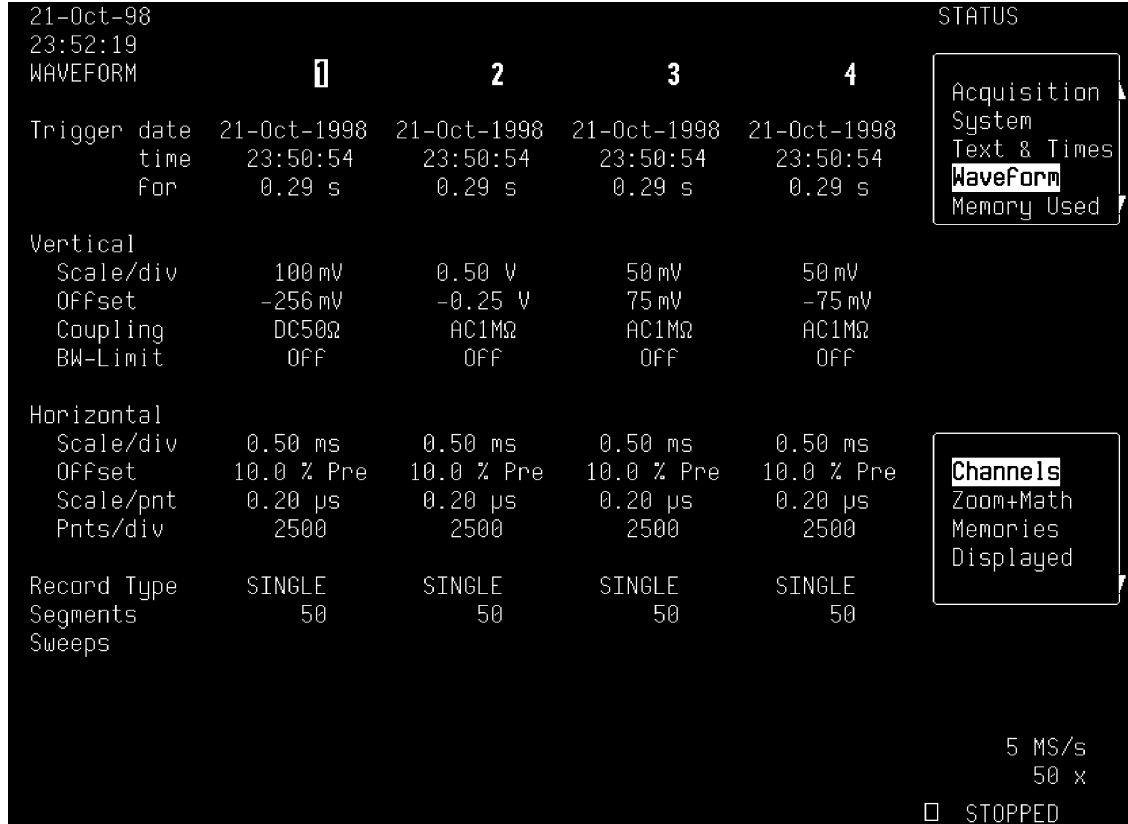 21-Oct-98 STATUS
23:52:19
WAVEFORM 1 2 3 4
Acquisition
System
Text & Times
Waveform
Memory Used
Trigger date 21-Oct-1998 21-Oct-1998 21-Oct-1998 21-Oct-1998
time 23:50:54 23:50:54 23:50:54 23:50:54
for 0.29 s 0.29 s 0.29 s 0.29 s
Vertical
Scale/div 100 mV 0.50 V 50 mV 50 mV
Offset -256 mV -0.25 V 75 mV -75 mV
Coupling DC50Ω AC1MΩ AC1MΩ AC1MΩ
BW-Limit Off Off Off Off
Horizontal
Scale/div 0.50 ms 0.50 ms 0.50 ms 0.50 ms
Offset 10.0 % Pre 10.0 % Pre 10.0 % Pre 10.0 % Pre
Scale/pnt 0.20 µs 0.20 µs 0.20 µs 0.20 µs
Pnts/div 2500 2500 2500 2500
Channels
Zoom+Math
Memories
Displayed
Record Type SINGLE SINGLE SINGLE SINGLE
Segments 50 50 50 50
Sweeps
5 MS/s
50 x
STOPPED